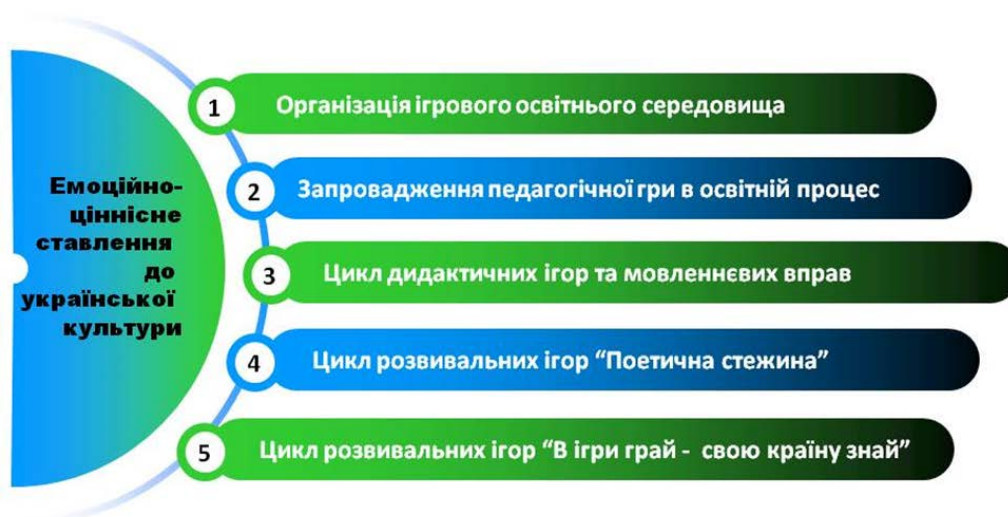 Емоційно-
ціннісне
ставлення
до
української
культури
1
Організація ігрового освітнього середовища
2
Запровадження педагогічної гри в освітній процес
3
Цикл дидактичних ігор та мовленнєвих вправ
4
Цикл розвивальних ігор “Поетична стежина”
5
Цикл розвивальних ігор “В ігри грай - свою країну знай”